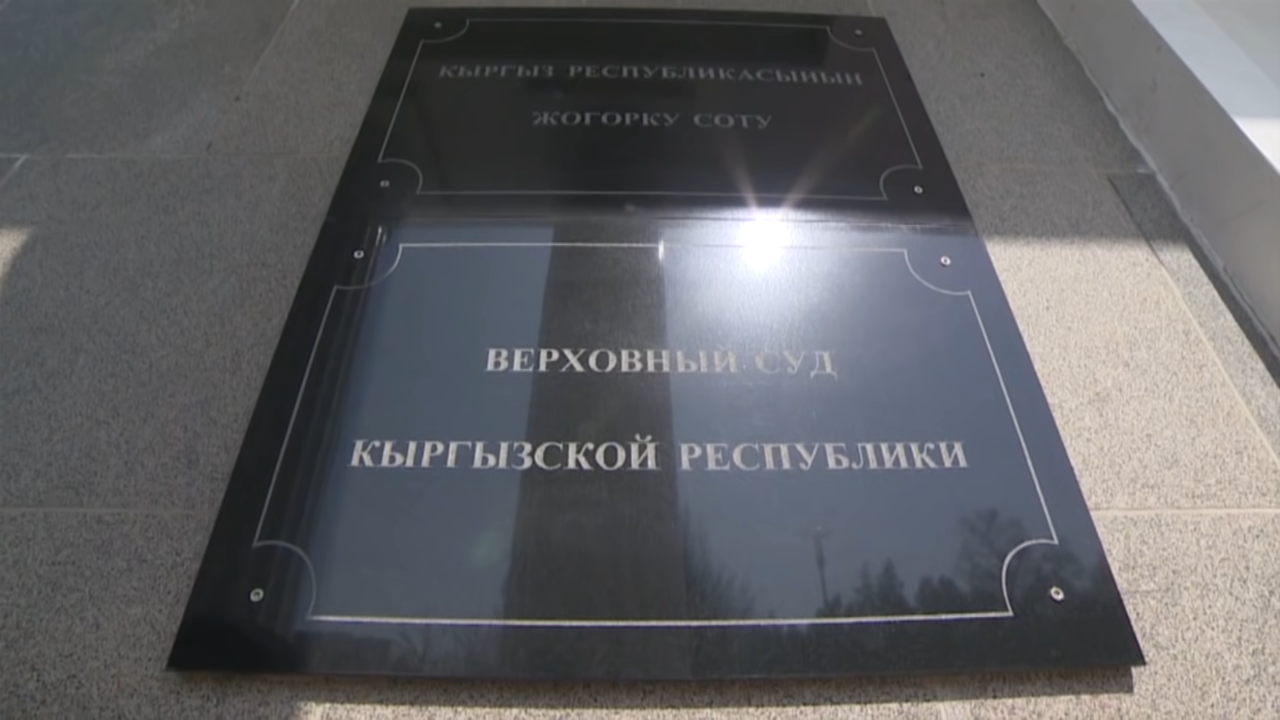 КЫРГЫЗ РЕСПУБЛИКАСЫНЫН
ЖОГОРКУ СОТУ
ВЕРХОВНЫЙ СУД
КЫРГЫЗСКОЙ РЕСПУБЛИКИ